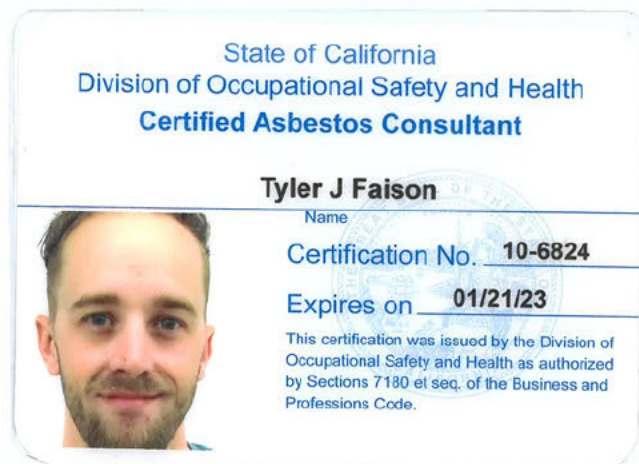 State of California
Division of Occupational Safety and Health
Certified Asbestos Consultant
Tyler J Faison
Name
Certification No. 10-6824
Expires on 01/21/23
This certification was issued by the Division of
Occupational Safety and Health as authorized
by Sections 7180 et seq. of the Business and
Professions Code.